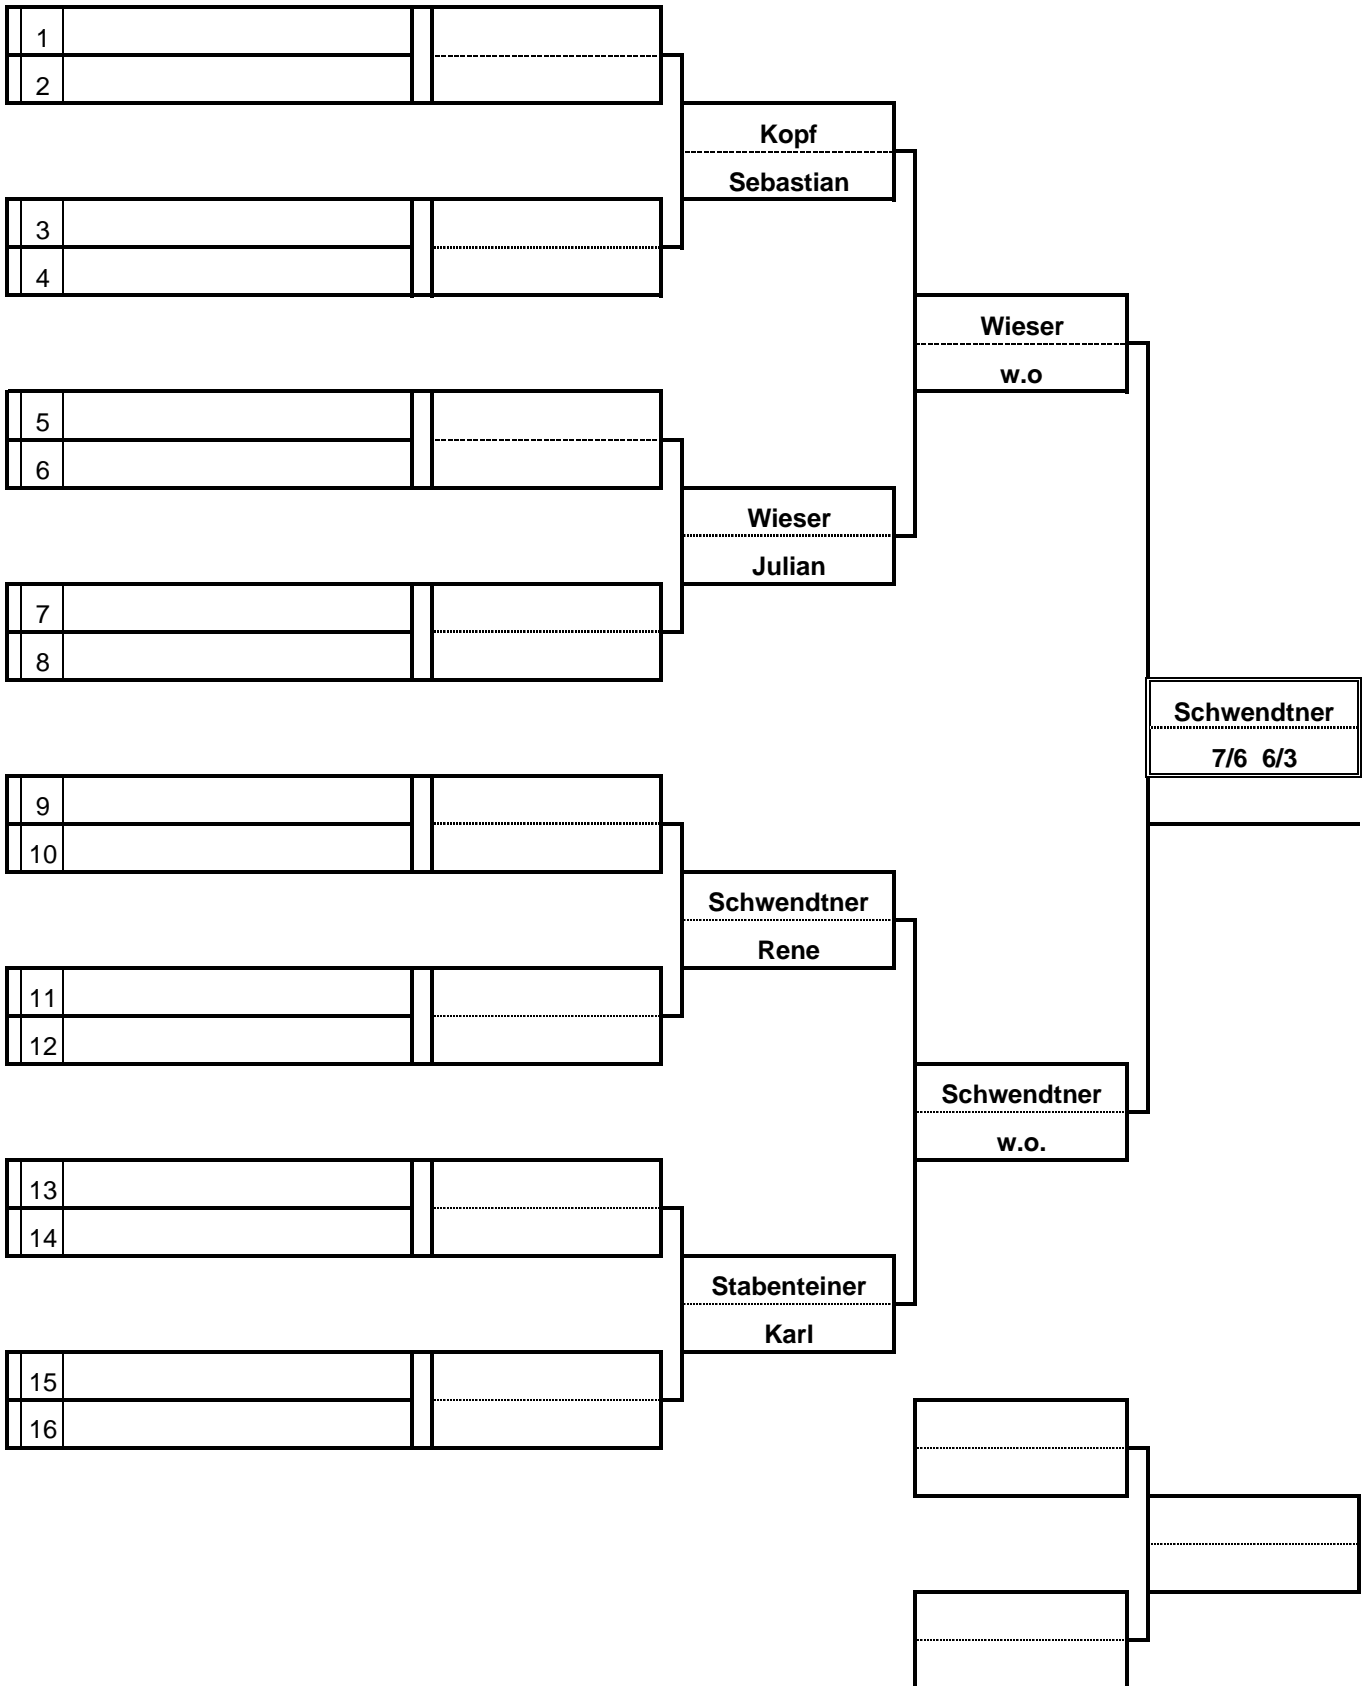 1
2
Kopf
Sebastian
3
4
Wieser
w.o
5
6
Wieser
Julian
7
8
Schwendtner
7/6 6/3
9
10
Schwendtner
Rene
11
12
Schwendtner
w.o.
13
14
Stabenteiner
Karl
15
16